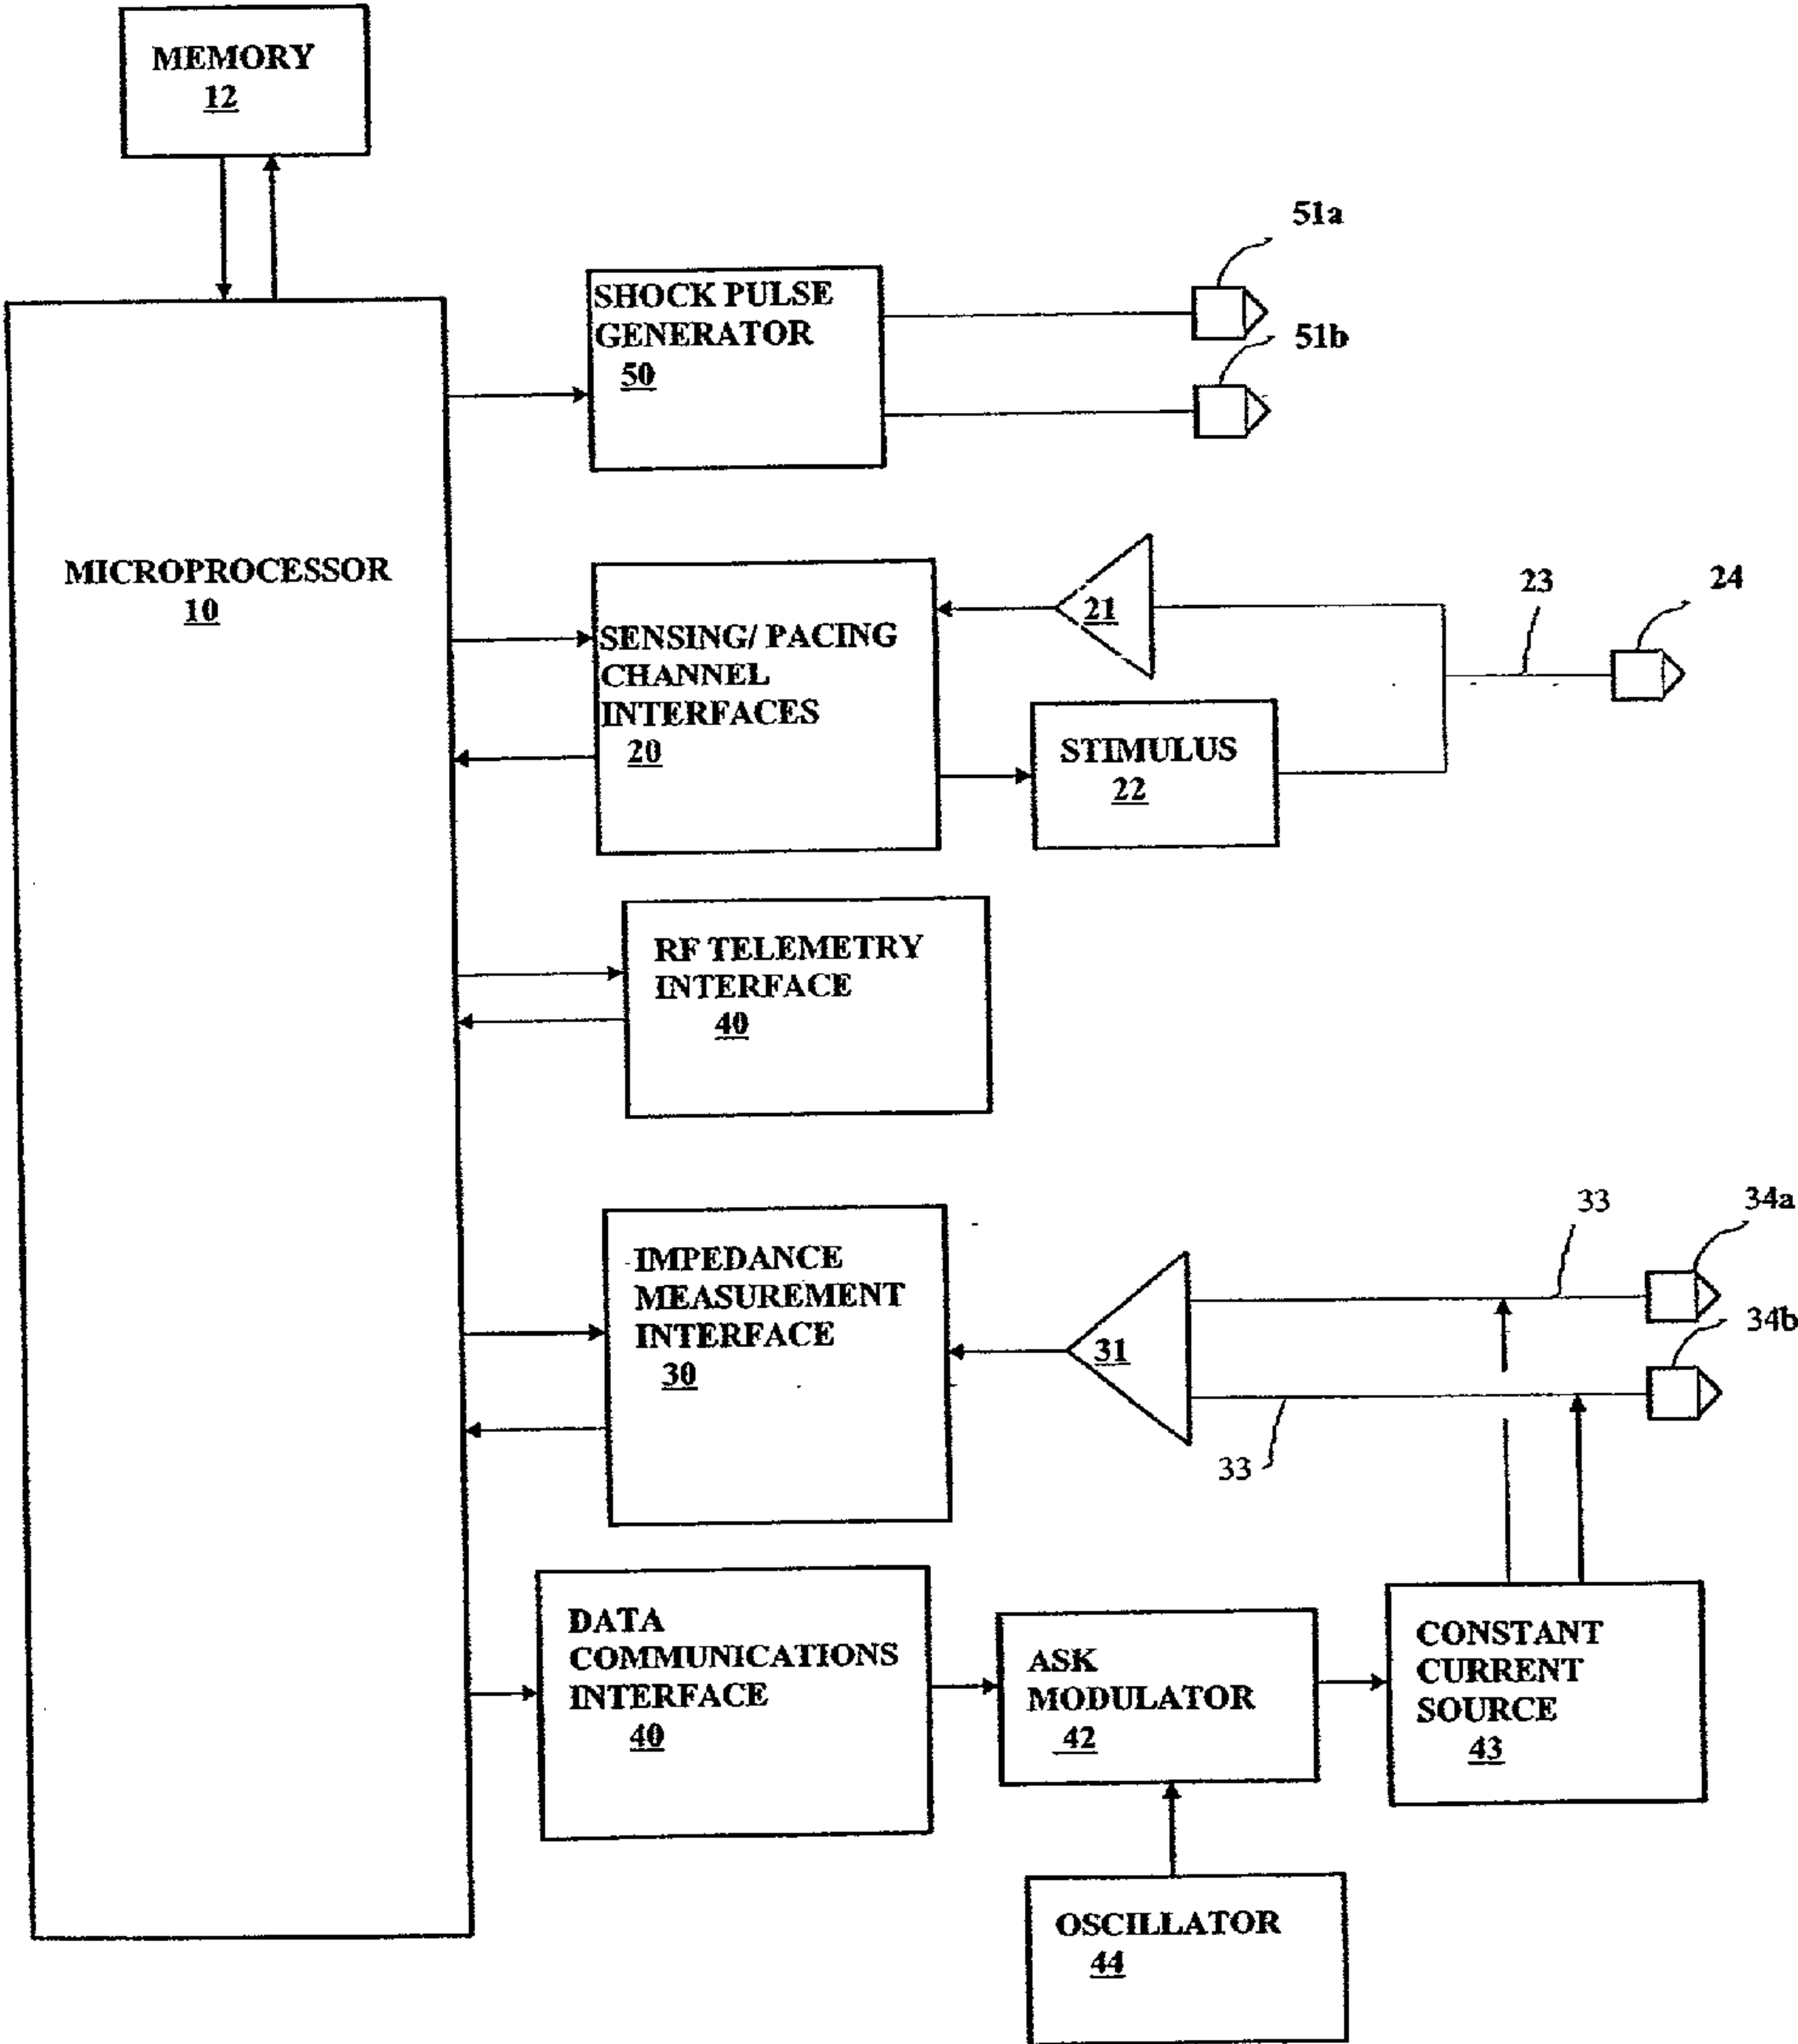 MEMORY
12
51a
SHOCK PULSE
GENERATOR
50
51b
MICROPROCESSOR
10
SENSING/ PACING
CHANNEL
INTERFACES
20
21
23
24
STIMULUS
22
RF TELEMETRY
INTERFACE
40
IMPEDANCE
MEASUREMENT
INTERFACE
30
31
33
34a
34b
33
DATA
COMMUNICATIONS
INTERFACE
40
ASK
MODULATOR
42
CONSTANT
CURRENT
SOURCE
43
OSCILLATOR
44